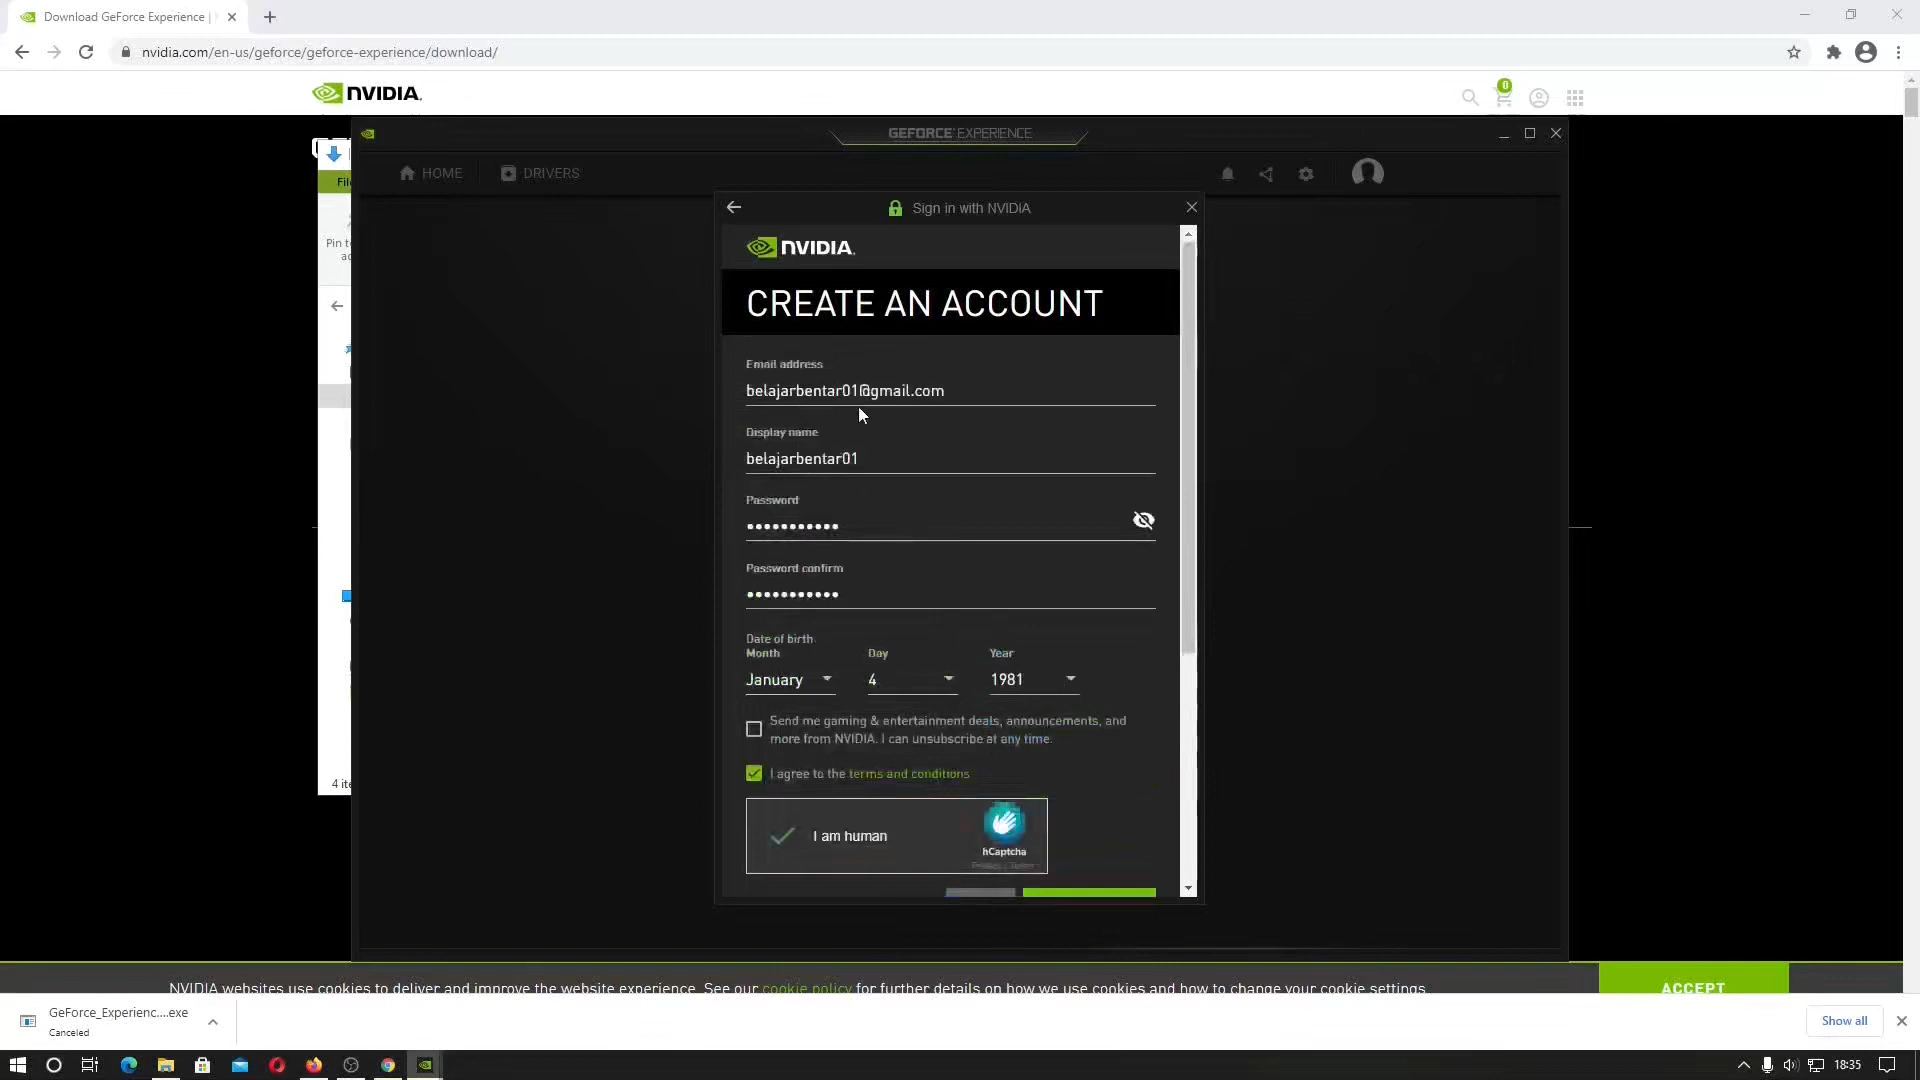 Download GeForce Experience |
nvidia.com/en-us/geforce/geforce-experience/download/
NVIDIA.
0
GEFORCE EXPERIENCE
HOME
DRIVERS
File
Pin t
Sign in with NVIDIA
NVIDIA.
CREATE AN ACCOUNT
Email address
belajarbentar01@gmail.com
Display name
belajarbentar01
Password
•••••••••••
Password confirm
•••••••••••
Date of birth
Month Day Year
January 4 1981
Send me gaming & entertainment deals, announcements, and
more from NVIDIA. I can unsubscribe at any time.
I agree to the terms and conditions
I am human
hCaptcha
4 ite
NVIDIA websites use cookies to deliver and improve the website experience. See our cookie policy for further details on how we use cookies and how to change your cookie settings.
ACCEPT
GeForce_Experienc....exe
Canceled
Show all
18:35